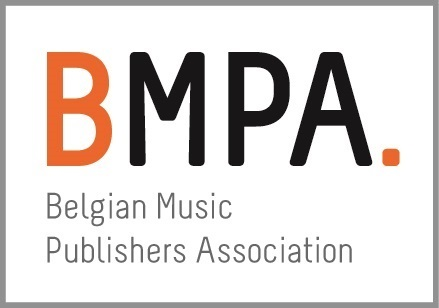 BMPA.
Belgian Music
Publishers Association